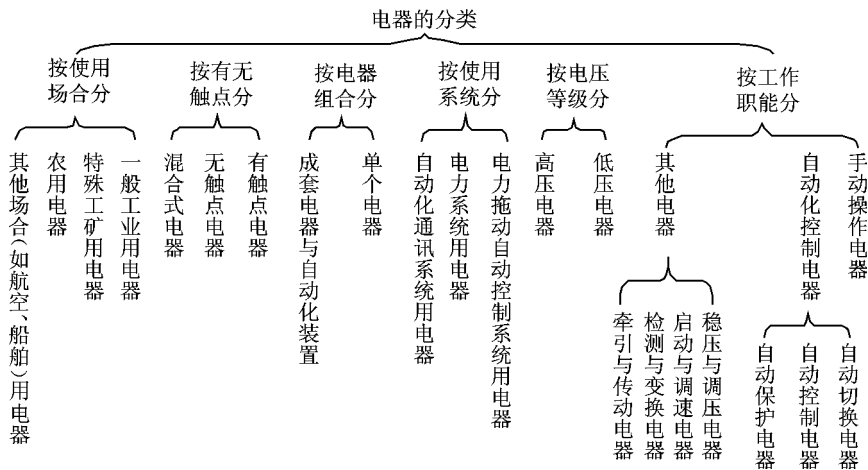 电器的分类
按使用
场合分
按有无
触点分
按电器
组合分
按使用
系统分
按电压
等级分
按工作
职能分
其他场合(如航空、船舶)用电器
农用电器
特殊工矿用电器
一般工业用电器
混合式电器
无触点电器
有触点电器
成套电器与自动化装置
单个电器
自动化通讯系统用电器
电力系统用电器
电力拖动自动控制系统用电器
高压电器
低压电器
其他电器
自动化控制电器
手动操作电器
牵引与传动电器
检测与变换电器
启动与调速电器
稳压与调压电器
自动保护电器
自动控制电器
自动切换电器